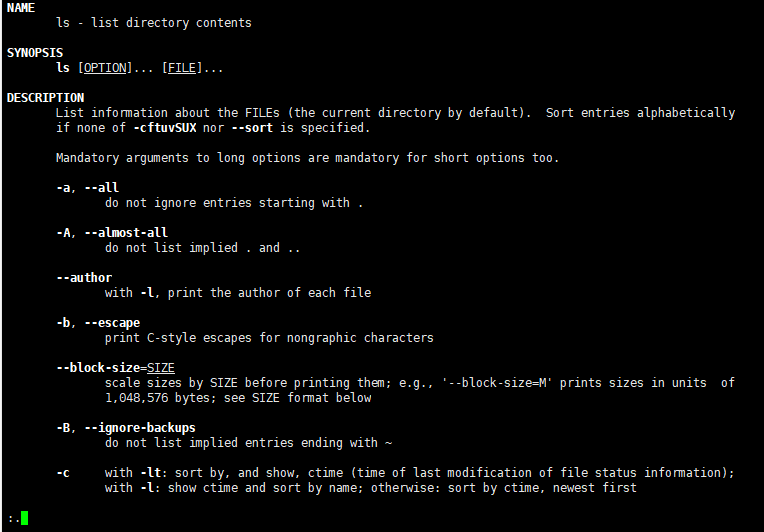 NAME
ls - list directory contents
SYNOPSIS
ls [OPTION]... [FILE]...
DESCRIPTION
List information about the FILEs (the current directory by default).  Sort entries alphabetically
if none of -cftuvSUX nor --sort is specified.
Mandatory arguments to long options are mandatory for short options too.
-a, --all
do not ignore entries starting with .
-A, --almost-all
do not list implied . and ..
--author
with -l, print the author of each file
-b, --escape
print C-style escapes for nongraphic characters
--block-size=SIZE
scale sizes by SIZE before printing them; e.g., '--block-size=M' prints sizes in units  of
1,048,576 bytes; see SIZE format below
-B, --ignore-backups
do not list implied entries ending with ~
-c     with -lt: sort by, and show, ctime (time of last modification of file status information);
with -l: show ctime and sort by name; otherwise: sort by ctime, newest first
:.